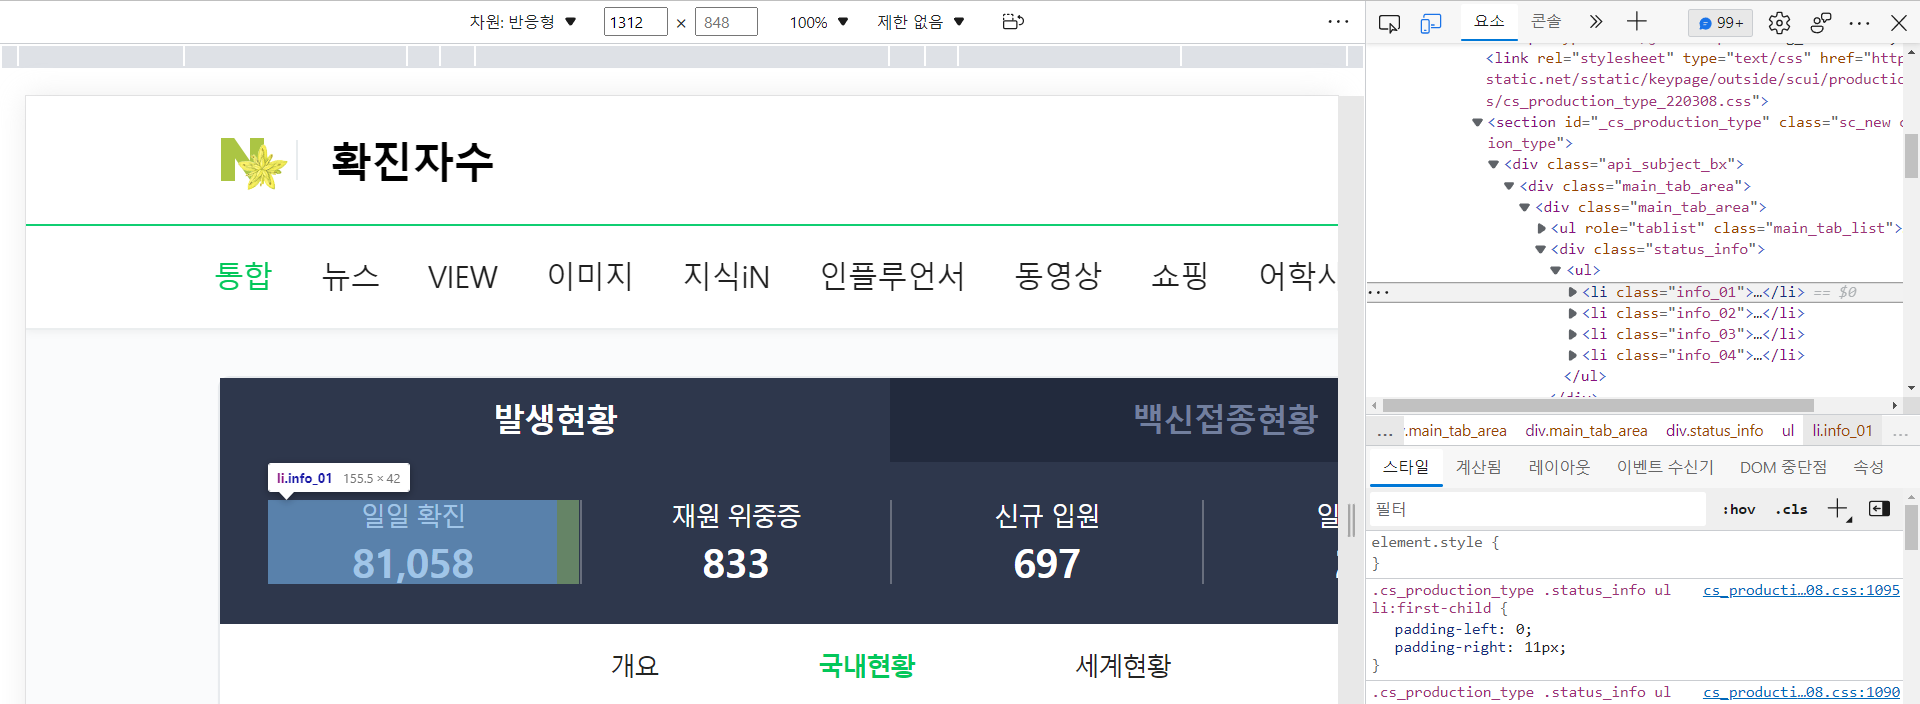 차원: 반응형 ▼ 1312 × 848 100% ▼ 제한 없음 ▼ ···
N 확진자수
통합 뉴스 VIEW 이미지 지식iN 인플루언서 동영상 쇼핑 어학사
발생현황 백신접종현황
li.info_01 155.5 × 42
일일 확진 재원 위중증 신규 입원 일
81,058 833 697
개요 국내현황 세계현황
요소 콘솔 99+ ···
<link rel="stylesheet" type="text/css" href="http
static.net/sstatic/keypage/outside/scui/productio
s/cs_production_type_220308.css">
▼<section id="_cs_production_type" class="sc_new c
ion_type">
▼<div class="api_subject_bx">
▼<div class="main_tab_area">
▼<div class="main_tab_area">
▶<ul role="tablist" class="main_tab_list">
▼<div class="status_info">
▼<ul>
··· ▶<li class="info_01">…</li> == $0
▶<li class="info_02">…</li>
▶<li class="info_03">…</li>
▶<li class="info_04">…</li>
</ul>
</div>
… .main_tab_area div.main_tab_area div.status_info ul li.info_01 …
스타일 계산됨 레이아웃 이벤트 수신기 DOM 중단점 속성
필터 :hov .cls
element.style {
}
.cs_production_type .status_info ul cs_producti…08.css:1095
li:first-child {
padding-left: 0;
padding-right: 11px;
}
.cs_production_type .status_info ul cs_producti…08.css:1090